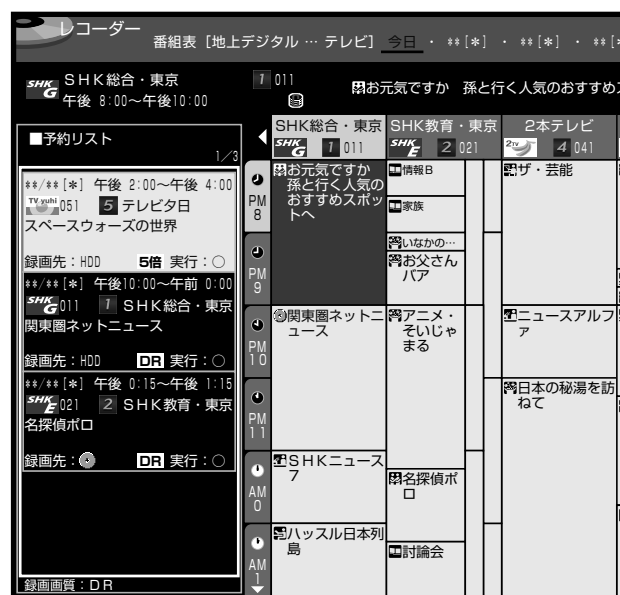 レコーダー
番組表 [地上デジタル … テレビ] 今日 ・ ** [*] ・ ** [*] ・ ** [*
SHK G SHK総合・東京 1 011
午後 8:00〜午後10:00
お元気ですか 孫と行く人気のおすすめス
■予約リスト
1/3
**/** [*] 午後 2:00〜午後 4:00
TV yuhi 051 5 テレビタ日
スペースウォーズの世界
録画先:HDD 5倍 実行:○
**/** [*] 午後10:00〜午前 0:00
SHK G 011 1 SHK総合・東京
関東圏ネットニュース
録画先:HDD DR 実行:○
**/** [*] 午後 0:15〜午後 1:15
SHK E 021 2 SHK教育・東京
名探偵ポロ
録画先: DR 実行:○
録画画質:DR
SHK総合・東京
SHK G 1 011
SHK教育・東京
SHK E 2 021
2本テレビ
2TV 4 041
PM 8
PM 9
PM 10
PM 11
AM 0
AM 1
お元気ですか
孫と行く人気の
おすすめスポッ
トへ
関東圏ネットニ
ュース
SHKニュース
7
ハッスル日本列
島
情報B
家族
いなかの…
お父さん
バア
アニメ・
そいじゃ
まる
名探偵ポ
ロ
討論会
ザ・芸能
ニュースアルフ
ァ
日本の秘湯を訪
ねて